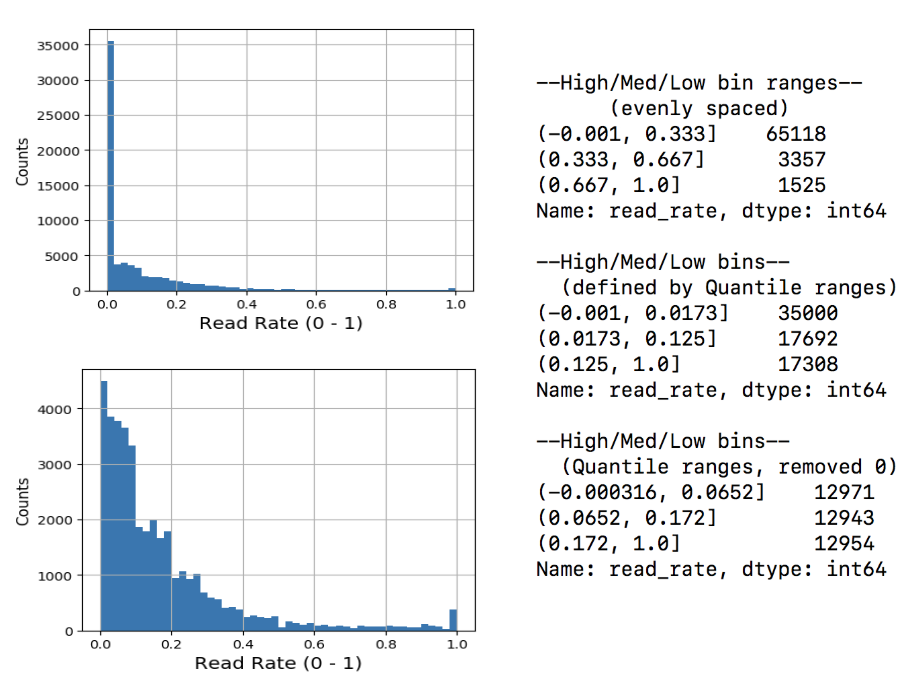 35000
30000
25000
20000
15000
10000
5000
0
Counts
0.0 0.2 0.4 0.6 0.8 1.0
Read Rate (0 - 1)
4000
3000
2000
1000
0
Counts
0.0 0.2 0.4 0.6 0.8 1.0
Read Rate (0 - 1)
--High/Med/Low bin ranges--
(evenly spaced)
(-0.001, 0.333] 65118
(0.333, 0.667] 3357
(0.667, 1.0] 1525
Name: read_rate, dtype: int64
--High/Med/Low bins--
(defined by Quantile ranges)
(-0.001, 0.0173] 35000
(0.0173, 0.125] 17692
(0.125, 1.0] 17308
Name: read_rate, dtype: int64
--High/Med/Low bins--
(Quantile ranges, removed 0)
(-0.000316, 0.0652] 12971
(0.0652, 0.172] 12943
(0.172, 1.0] 12954
Name: read_rate, dtype: int64